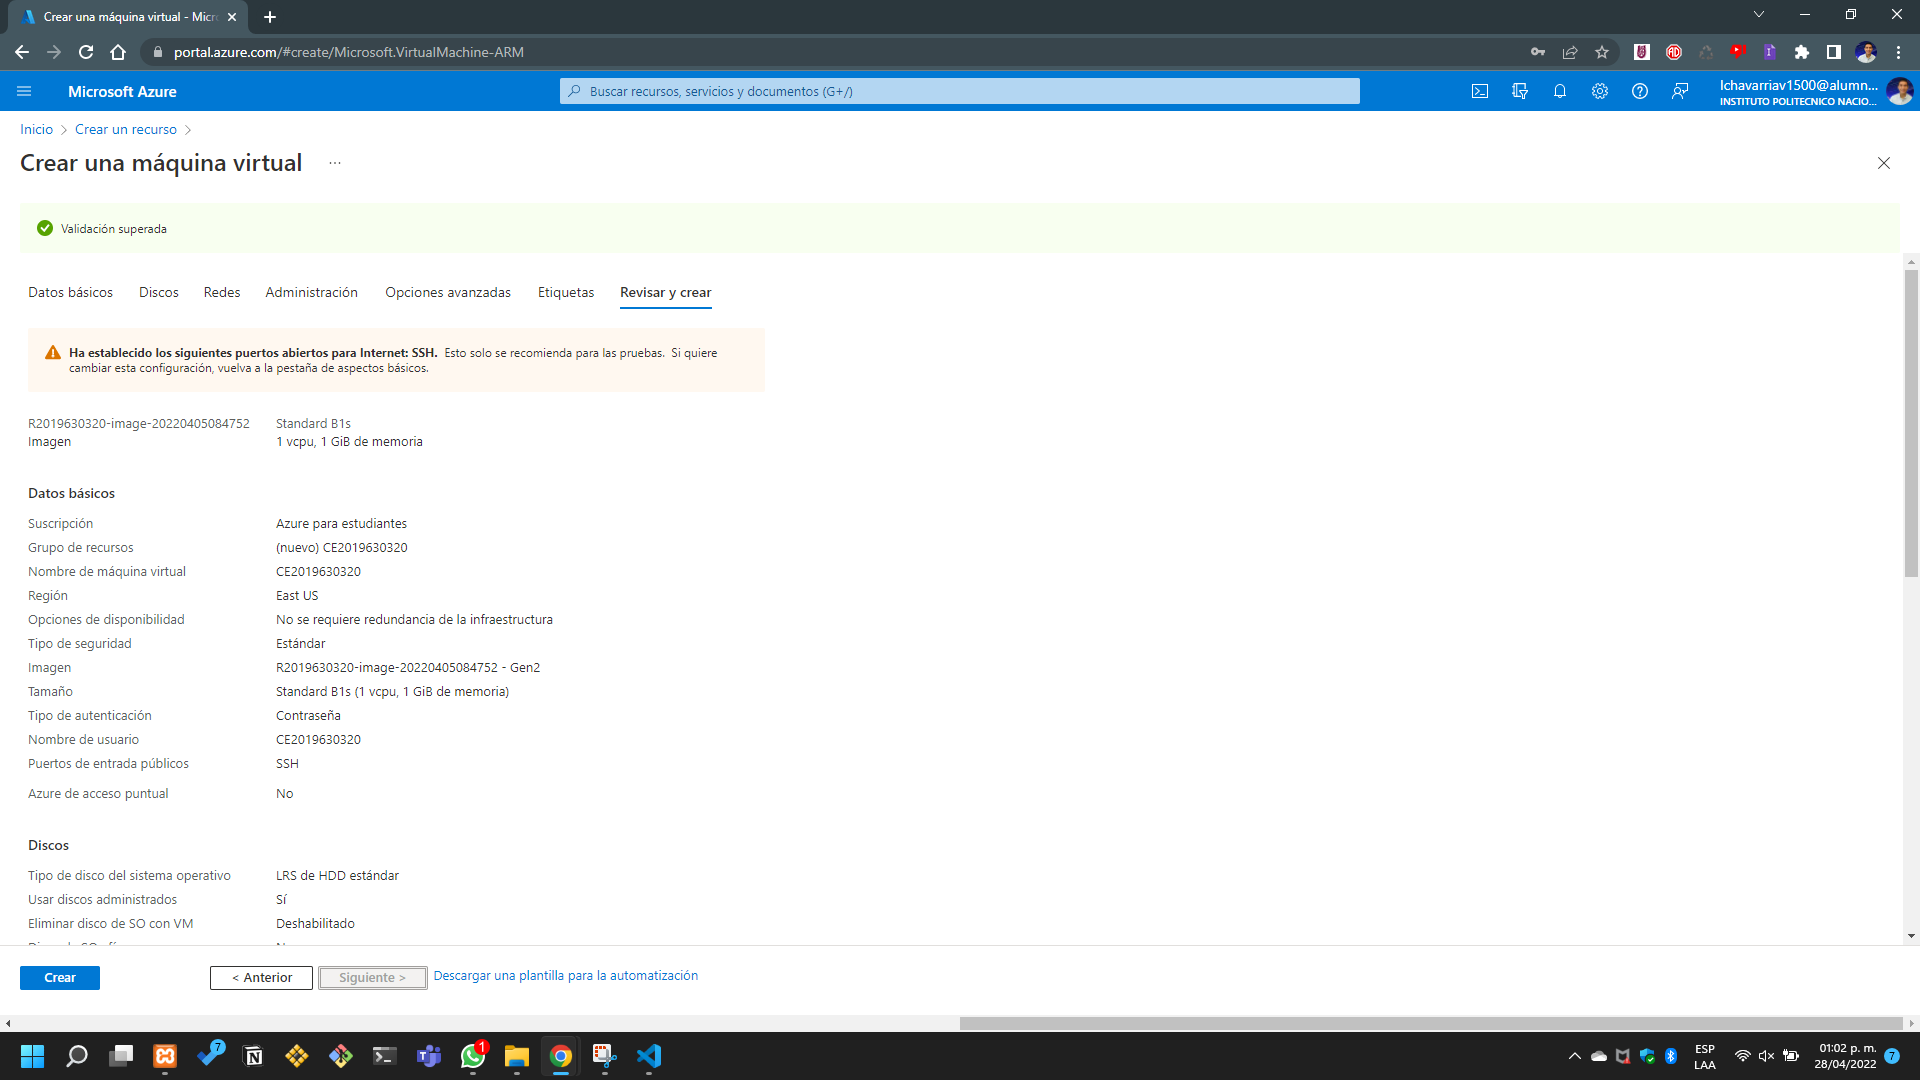 Crear una máquina virtual - Micr
portal.azure.com/#create/Microsoft.VirtualMachine-ARM
Microsoft Azure
Buscar recursos, servicios y documentos (G+/)
lchavarriav1500@alumn...
INSTITUTO POLITECNICO NACIO...
Inicio > Crear un recurso >
Crear una máquina virtual ...
Validación superada
Datos básicos Discos Redes Administración Opciones avanzadas Etiquetas Revisar y crear
Ha establecido los siguientes puertos abiertos para Internet: SSH. Esto solo se recomienda para las pruebas. Si quiere
cambiar esta configuración, vuelva a la pestaña de aspectos básicos.
R2019630320-image-20220405084752 Standard B1s
Imagen 1 vcpu, 1 GiB de memoria
Datos básicos
Suscripción Azure para estudiantes
Grupo de recursos (nuevo) CE2019630320
Nombre de máquina virtual CE2019630320
Región East US
Opciones de disponibilidad No se requiere redundancia de la infraestructura
Tipo de seguridad Estándar
Imagen R2019630320-image-20220405084752 - Gen2
Tamaño Standard B1s (1 vcpu, 1 GiB de memoria)
Tipo de autenticación Contraseña
Nombre de usuario CE2019630320
Puertos de entrada públicos SSH
Azure de acceso puntual No
Discos
Tipo de disco del sistema operativo LRS de HDD estándar
Usar discos administrados Sí
Eliminar disco de SO con VM Deshabilitado
Crear < Anterior Siguiente > Descargar una plantilla para la automatización
7
1
ESP
LAA
01:02 p. m.
28/04/2022
7